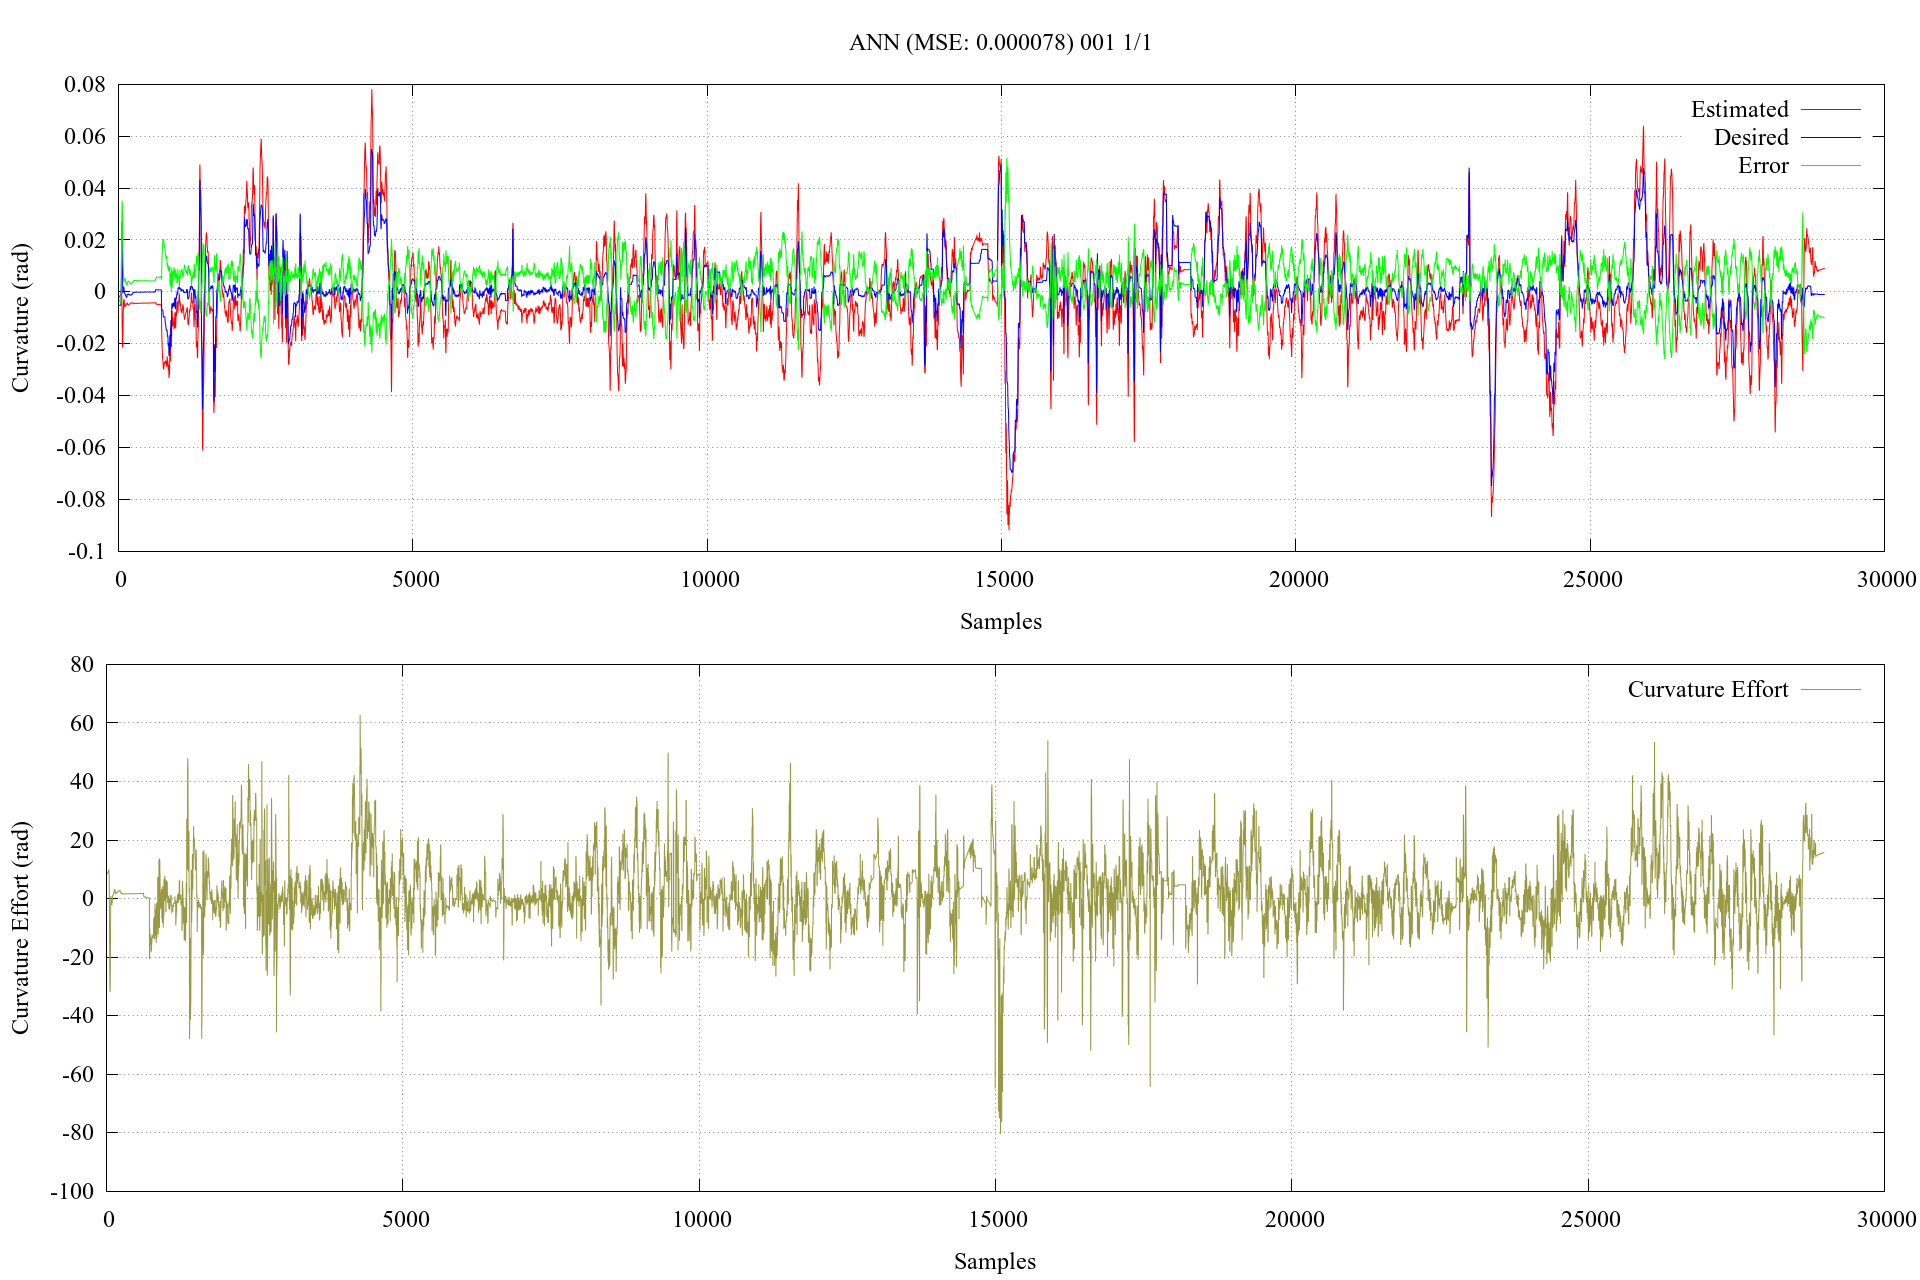 ANN (MSE: 0.000078) 001 1/1
0.08
0.06
0.04
0.02
0
-0.02
-0.04
-0.06
-0.08
-0.1
Curvature (rad)
Estimated
Desired
Error
0 5000 10000 15000 20000 25000 30000
Samples
80
60
40
20
0
-20
-40
-60
-80
-100
Curvature Effort (rad)
Curvature Effort
0 5000 10000 15000 20000 25000 30000
Samples